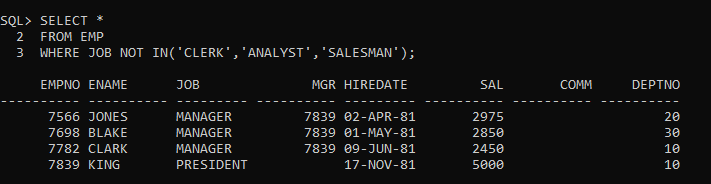 SQL> SELECT *
  2  FROM EMP
  3  WHERE JOB NOT IN('CLERK','ANALYST','SALESMAN');
     EMPNO ENAME      JOB              MGR HIREDATE         SAL       COMM     DEPTNO
---------- ---------- --------- ---------- --------- ---------- ---------- ----------
      7566 JONES      MANAGER         7839 02-APR-81       2975                    20
      7698 BLAKE      MANAGER         7839 01-MAY-81       2850                    30
      7782 CLARK      MANAGER         7839 09-JUN-81       2450                    10
      7839 KING       PRESIDENT            17-NOV-81       5000                    10